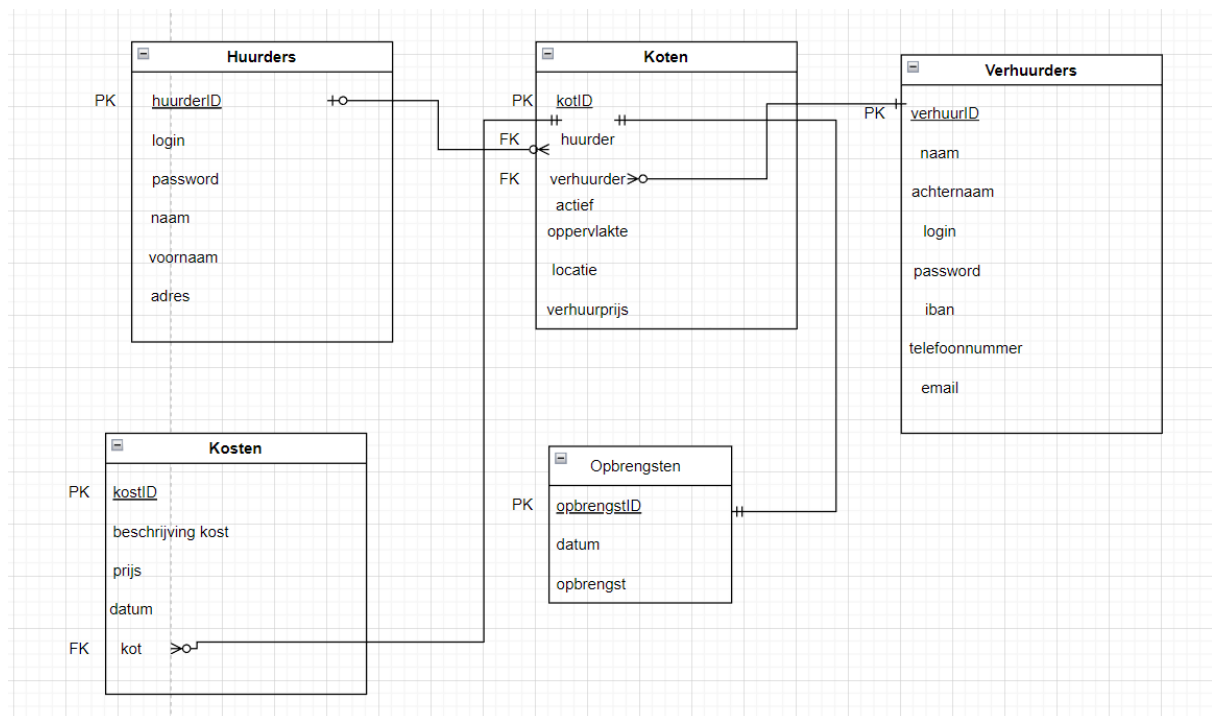 Huurders
PK huurderID
login
password
naam
voornaam
adres
Koten
PK kotID
FK huurder
FK verhuurder
actief
oppervlakte
locatie
verhuurprijs
Verhuurders
PK verhuurID
naam
achternaam
login
password
iban
telefoonnummer
email
Kosten
PK kostID
beschrijving kost
prijs
datum
FK kot
Opbrengsten
PK opbrengstID
datum
opbrengst